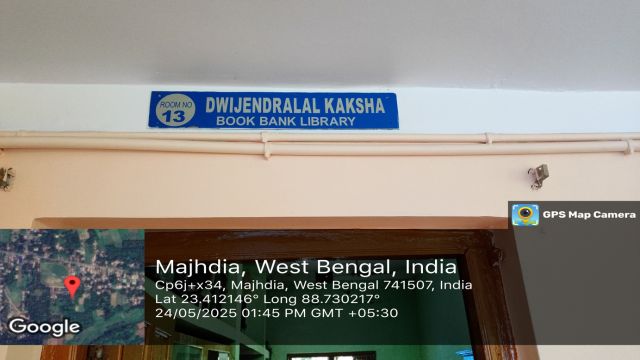 ROOM NO
13
DWIJENDRALAL KAKSHA
BOOK BANK LIBRARY
GPS Map Camera
Majhdia, West Bengal, India
Cp6j+x34, Majhdia, West Bengal 741507, India
Lat 23.412146° Long 88.730217°
24/05/2025 01:45 PM GMT +05:30
Google